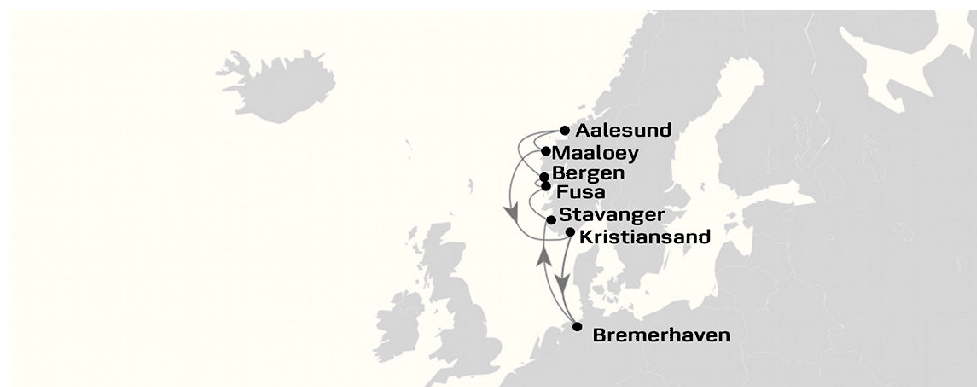 Aalesund
Maaloey
Bergen
Fusa
Stavanger
Kristiansand
Bremerhaven